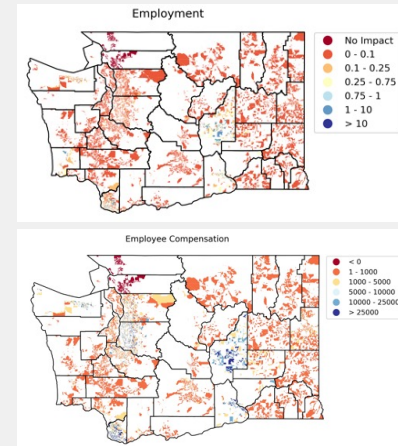 Employment
No Impact
0 - 0.1
0.1 - 0.25
0.25 - 0.75
0.75 - 1
1 - 10
> 10
Employee Compensation
< 0
1 - 1000
1000 - 5000
5000 - 10000
10000 - 25000
> 25000